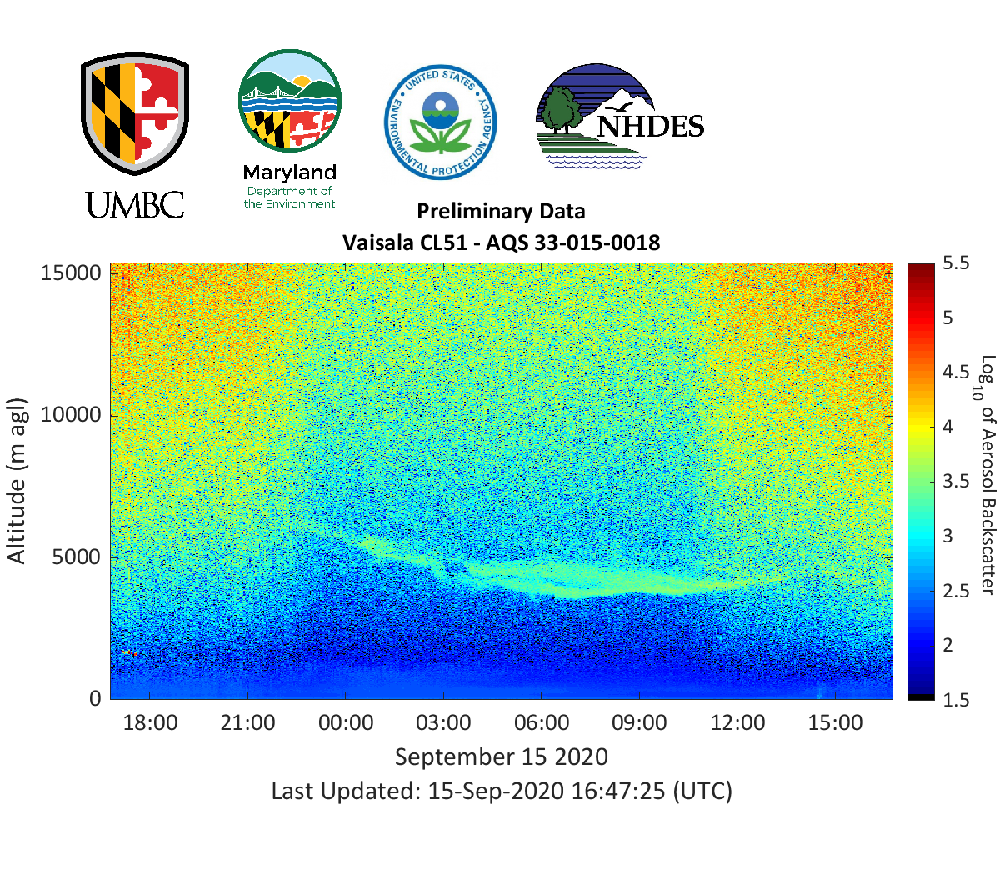 UMBC
Maryland
Department of
the Environment
UNITED STATES
ENVIRONMENTAL PROTECTION AGENCY
NHDES
Preliminary Data
Vaisala CL51 - AQS 33-015-0018
15000
10000
5000
0
Altitude (m agl)
18:00 21:00 00:00 03:00 06:00 09:00 12:00 15:00
September 15 2020
Last Updated: 15-Sep-2020 16:47:25 (UTC)
5.5
5
4.5
4
3.5
3
2.5
2
1.5
Log10 of Aerosol Backscatter